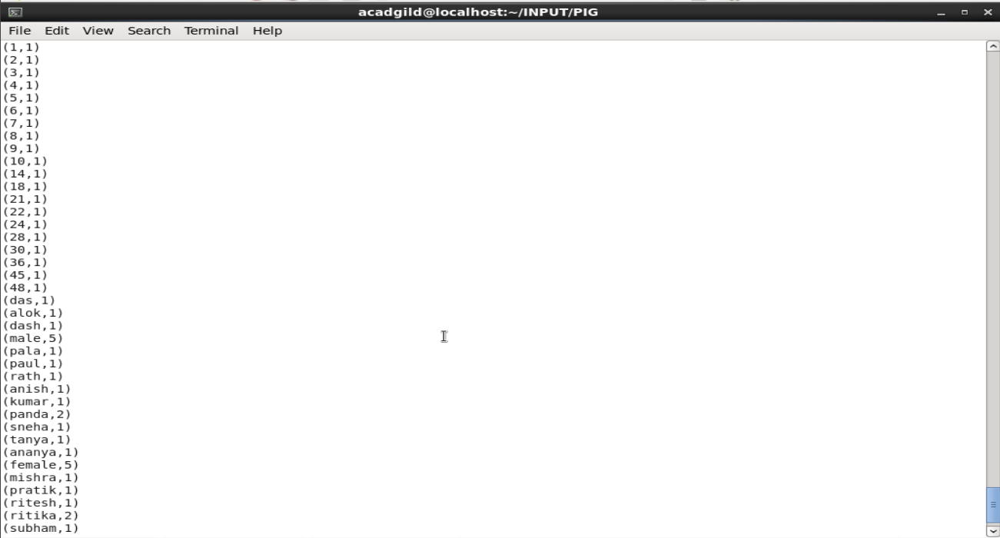 acadgild@localhost:~/INPUT/PIG
File Edit View Search Terminal Help
(1,1)
(2,1)
(3,1)
(4,1)
(5,1)
(6,1)
(7,1)
(8,1)
(9,1)
(10,1)
(14,1)
(18,1)
(21,1)
(22,1)
(24,1)
(28,1)
(30,1)
(36,1)
(45,1)
(48,1)
(das,1)
(alok,1)
(dash,1)
(male,5)
(pala,1)
(paul,1)
(rath,1)
(anish,1)
(kumar,1)
(panda,2)
(sneha,1)
(tanya,1)
(ananya,1)
(female,5)
(mishra,1)
(pratik,1)
(ritesh,1)
(ritika,2)
(subham,1)